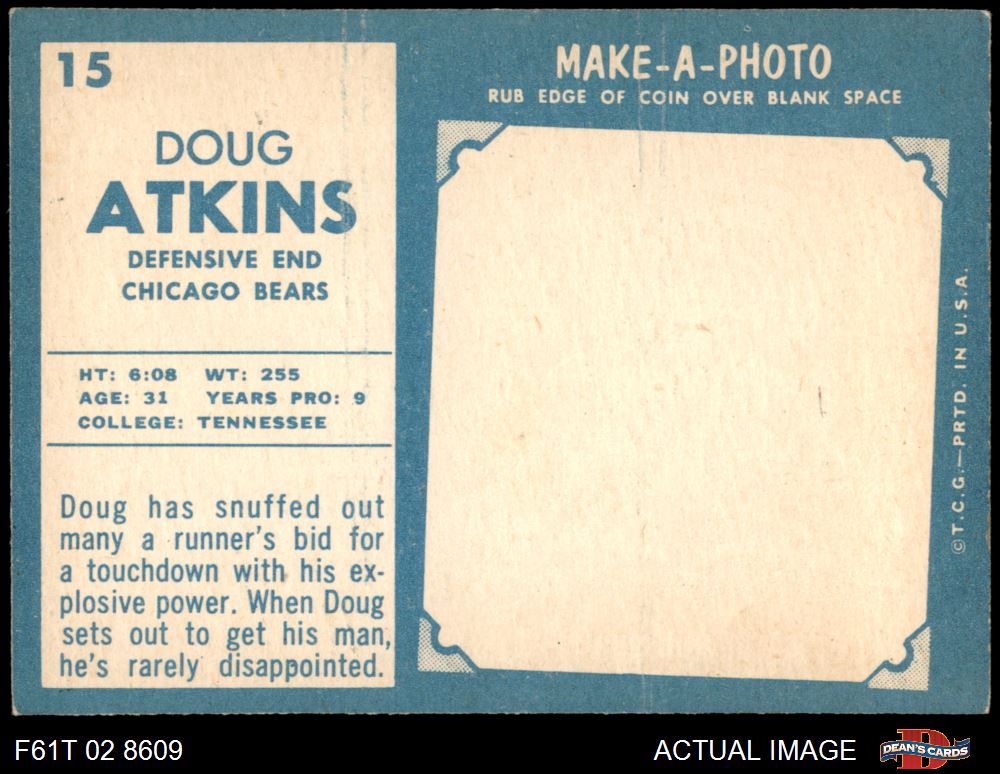 15
DOUG
ATKINS
DEFENSIVE END
CHICAGO BEARS
HT: 6:08 WT: 255
AGE: 31 YEARS PRO: 9
COLLEGE: TENNESSEE
Doug has snuffed out
many a runner's bid for
a touchdown with his ex-
plosive power. When Doug
sets out to get his man,
he's rarely disappointed.
MAKE-A-PHOTO
RUB EDGE OF COIN OVER BLANK SPACE
©T.C.G.—PRTD. IN U.S.A.
F61T 02 8609
ACTUAL IMAGE
DEAN'S CARDS